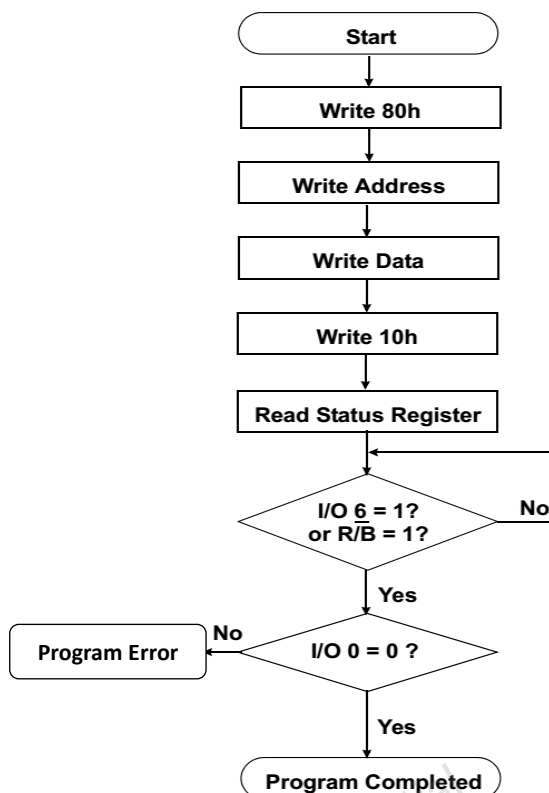 Start
Write 80h
Write Address
Write Data
Write 10h
Read Status Register
I/O 6 = 1?
or R/B̅ = 1?
No
Yes
No
Program Error
I/O 0 = 0 ?
Yes
Program Completed